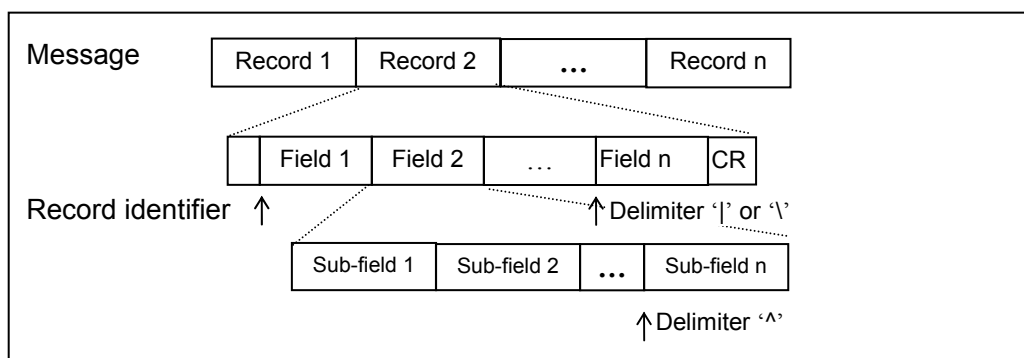 Message
Record 1 Record 2 ... Record n
Field 1 Field 2 ... Field n CR
Record identifier
Delimiter ‘|’ or ‘\’
Sub-field 1 Sub-field 2 ... Sub-field n
Delimiter ‘^’